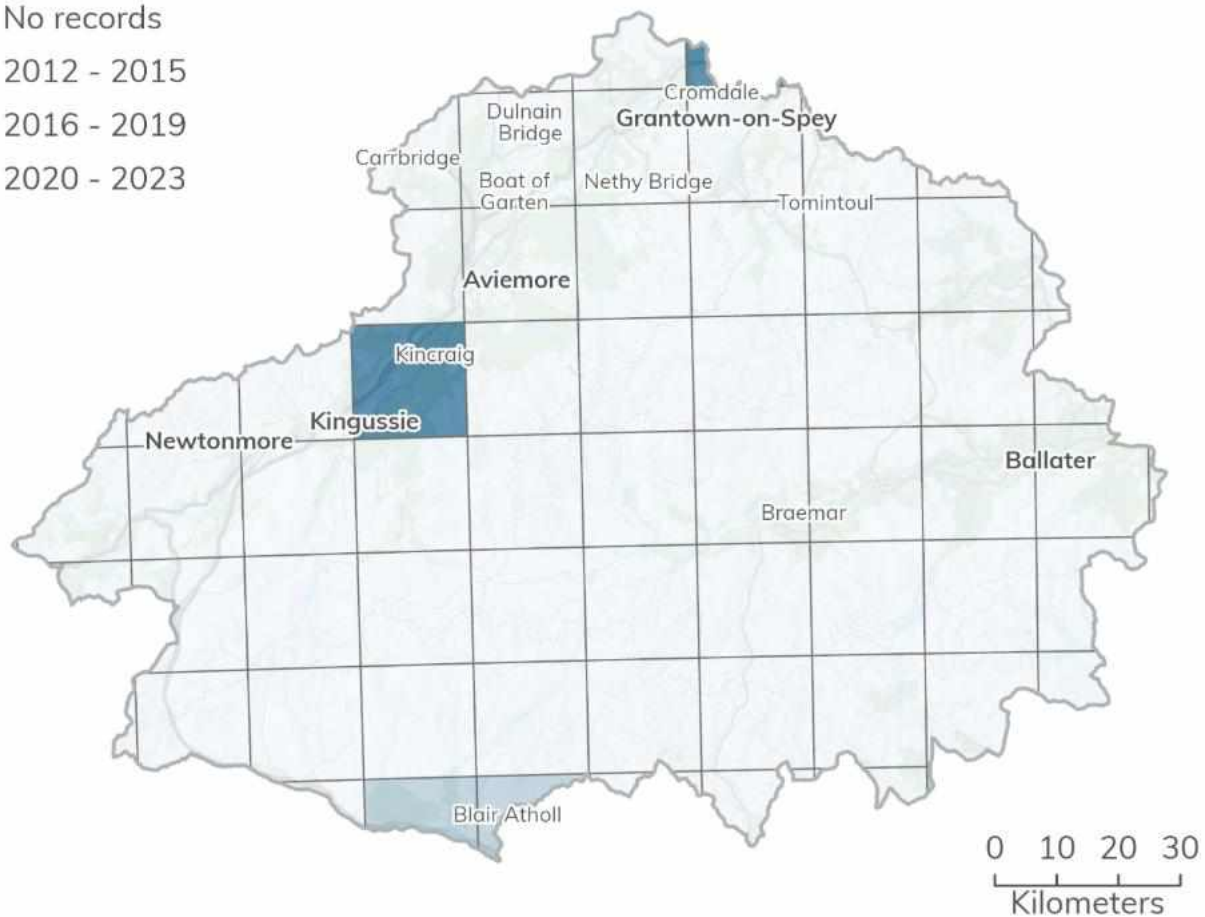 No records
2012 - 2015
2016 - 2019
2020 - 2023
Cromdale
Grantown-on-Spey
Dulnain
Bridge
Carrbridge
Boat of
Garten
Nethy Bridge
Tomintoul
Aviemore
Kincraig
Kingussie
Newtonmore
Ballater
Braemar
Blair Atholl
0 10 20 30
Kilometers